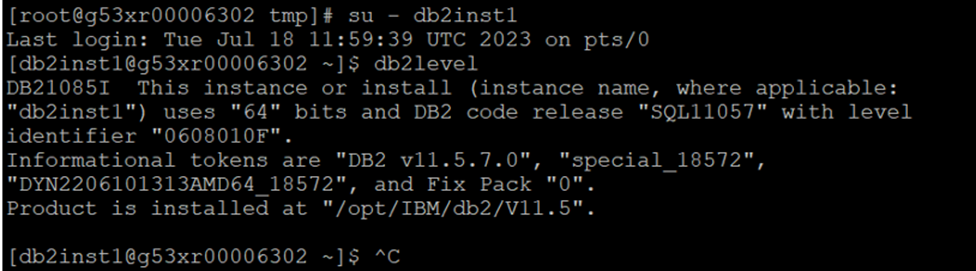 [root@g53xr00006302 tmp]# su - db2inst1
Last login: Tue Jul 18 11:59:39 UTC 2023 on pts/0
[db2inst1@g53xr00006302 ~]$ db2level
DB21085I  This instance or install (instance name, where applicable:
"db2inst1") uses "64" bits and DB2 code release "SQL11057" with level
identifier "0608010F".
Informational tokens are "DB2 v11.5.7.0", "special_18572",
"DYN2206101313AMD64_18572", and Fix Pack "0".
Product is installed at "/opt/IBM/db2/V11.5".
[db2inst1@g53xr00006302 ~]$ ^C